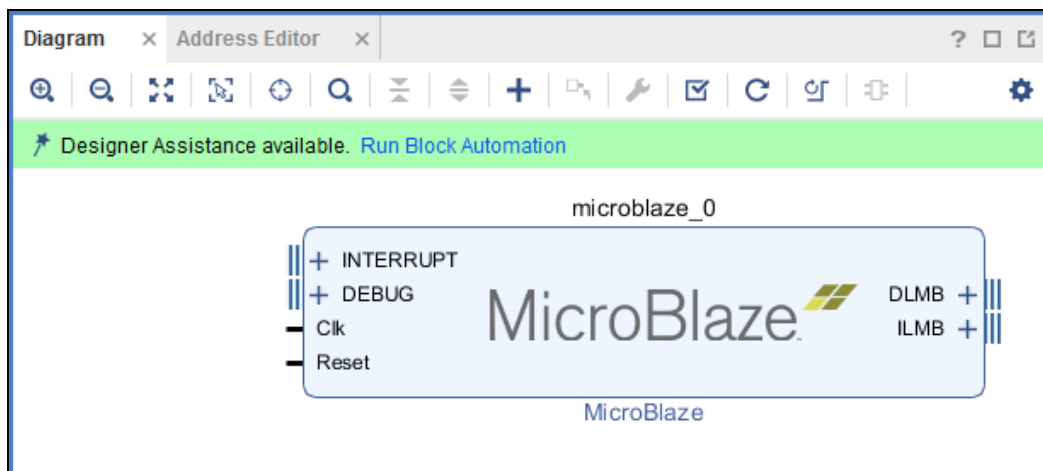 Diagram × Address Editor × ?
Designer Assistance available. Run Block Automation
microblaze_0
INTERRUPT
DEBUG
Clk
Reset
MicroBlaze
DLMB
ILMB
MicroBlaze